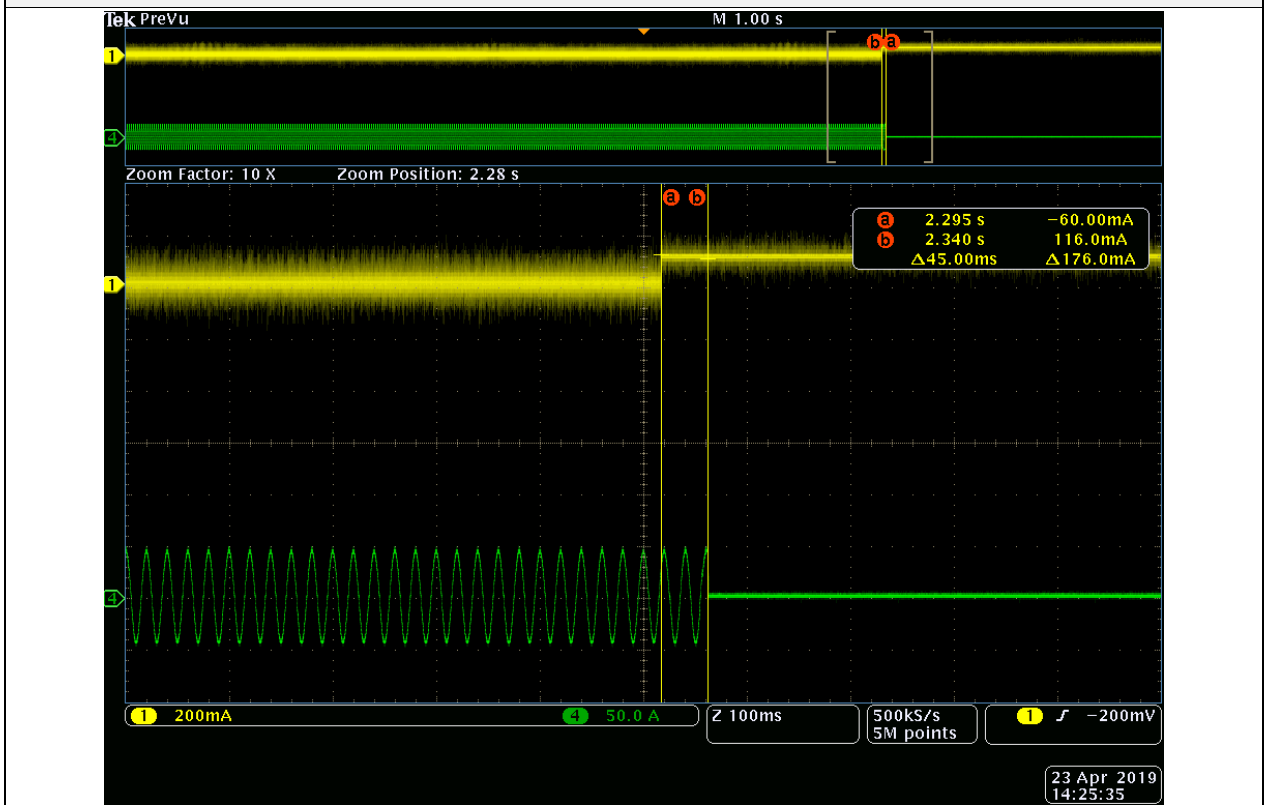 Tek PreVu M 1.00 s
b a
1
4
Zoom Factor: 10 X Zoom Position: 2.28 s
a b
a 2.295 s −60.00mA
b 2.340 s 116.0mA
Δ45.00ms Δ176.0mA
1
4
1 200mA 4 50.0 A Z 100ms 500kS/s 1 −200mV
5M points
23 Apr 2019
14:25:35